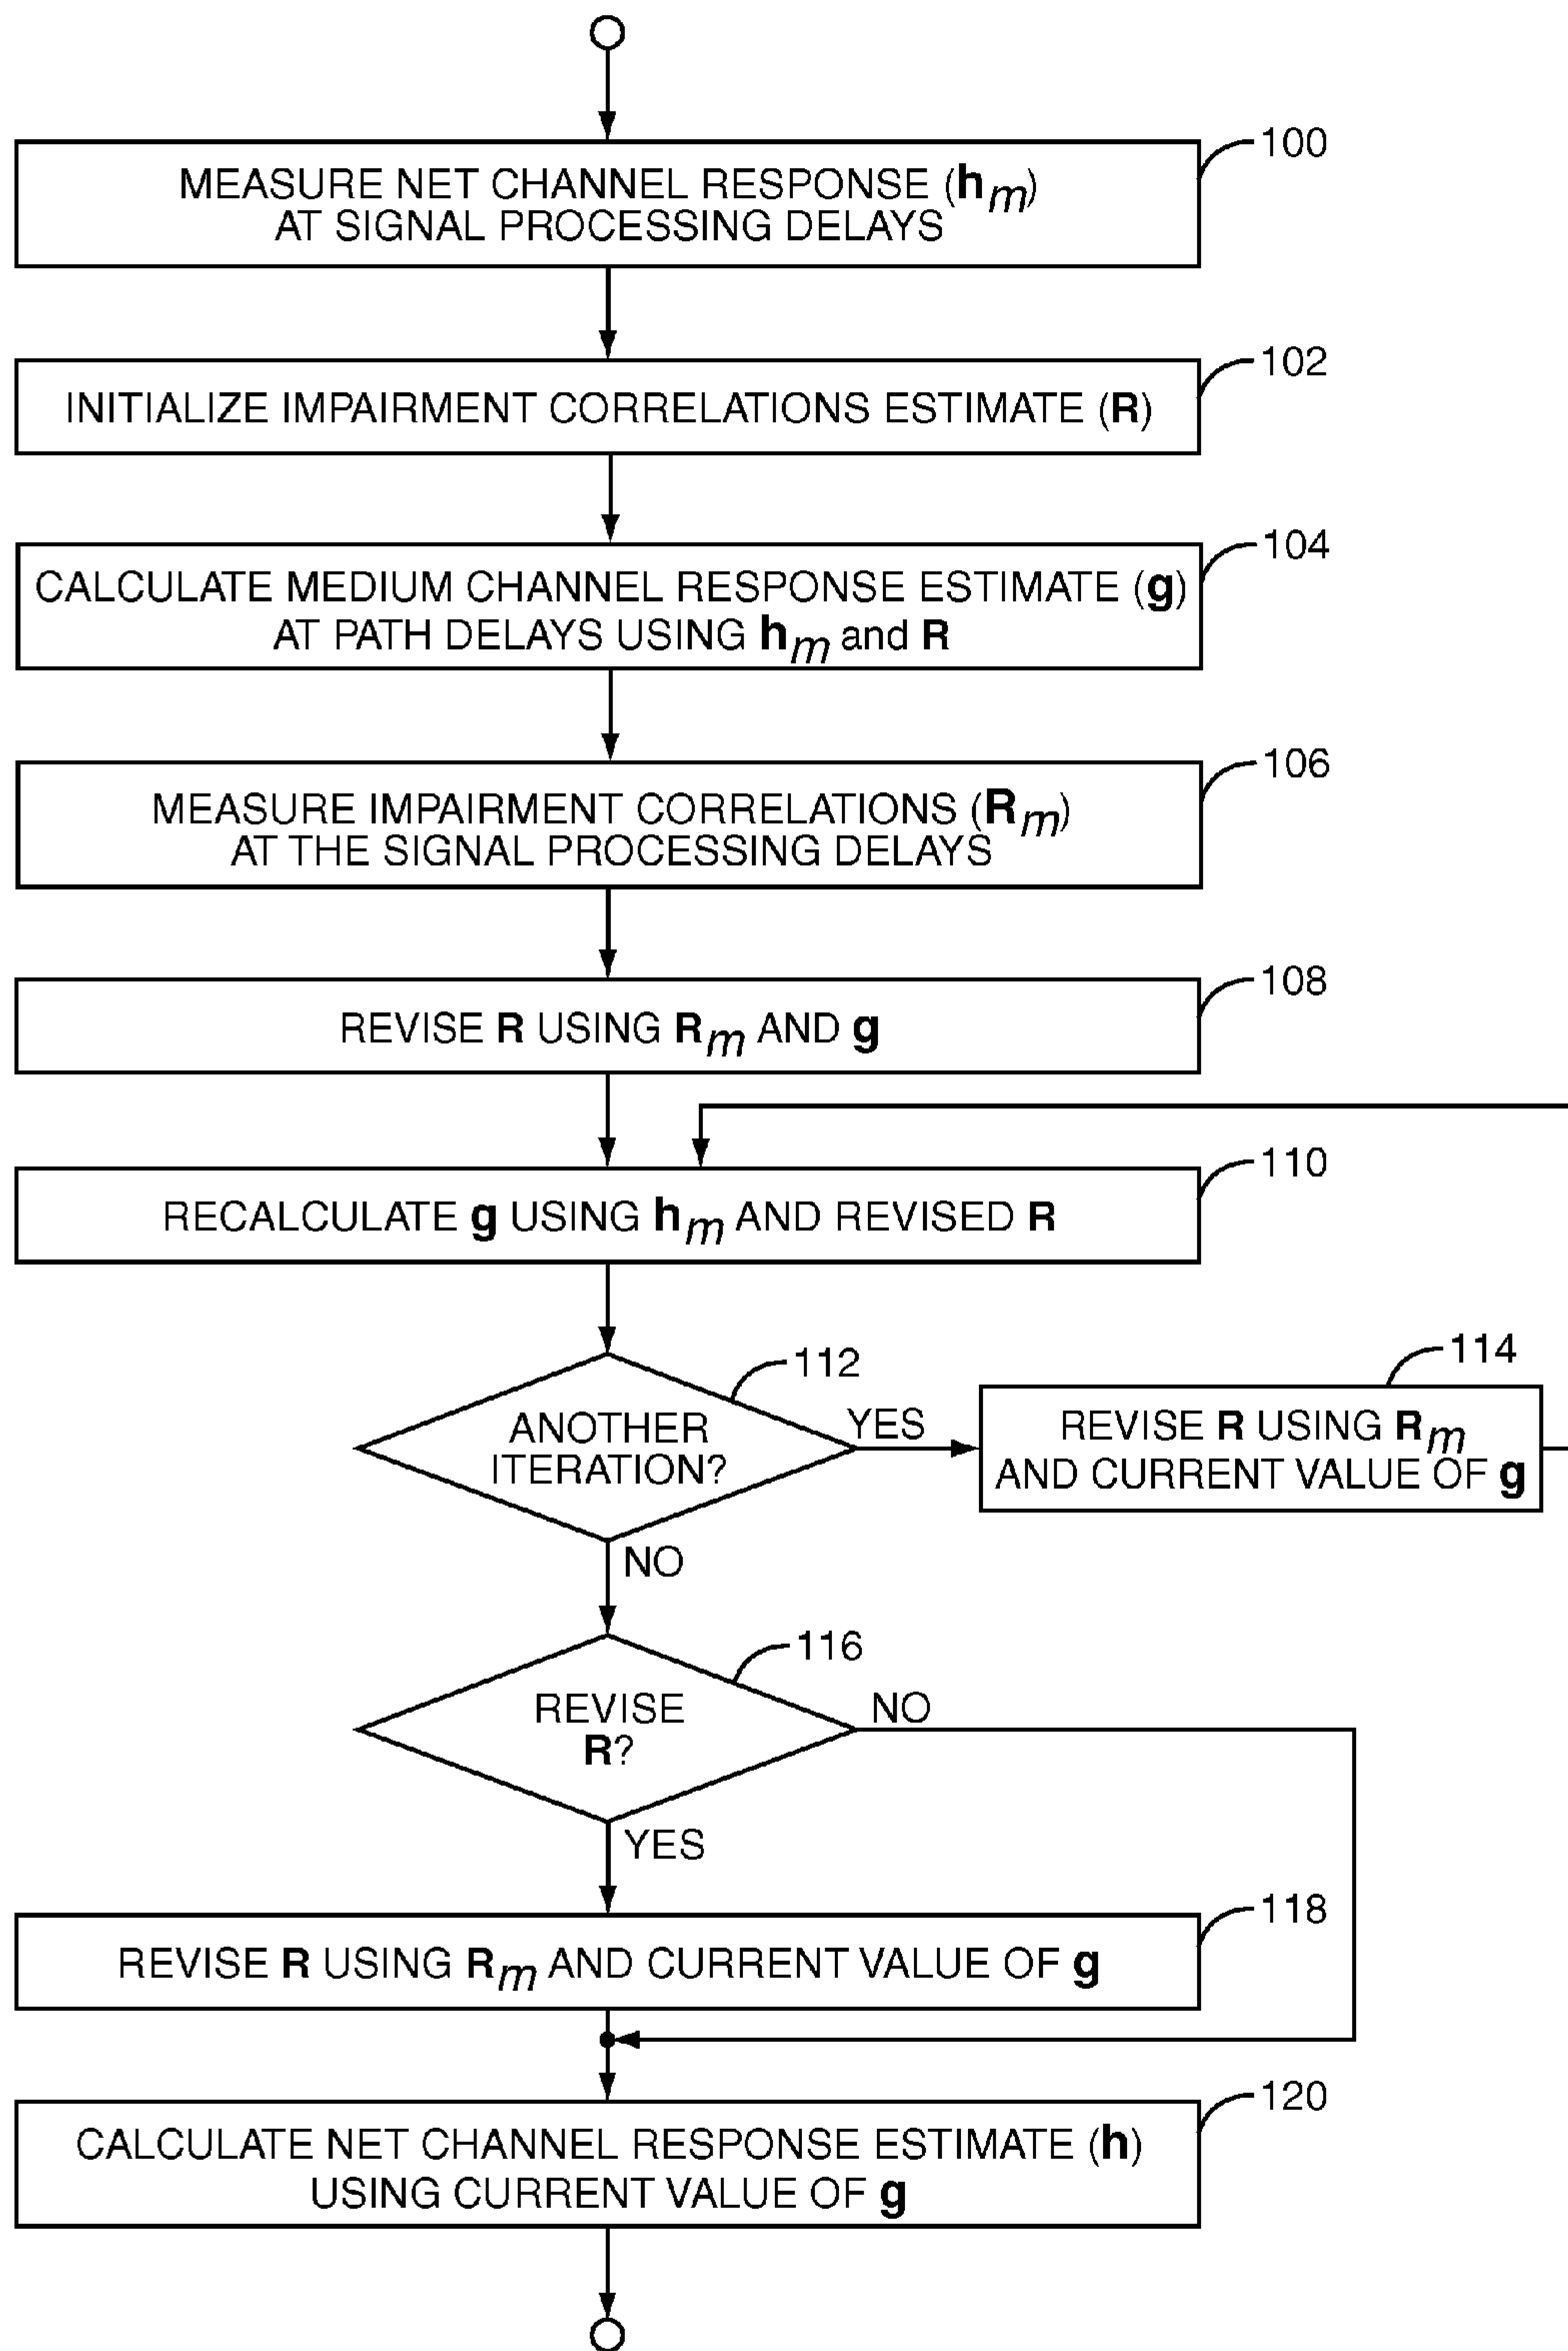 100
MEASURE NET CHANNEL RESPONSE (hm)
AT SIGNAL PROCESSING DELAYS
102
INITIALIZE IMPAIRMENT CORRELATIONS ESTIMATE (R)
104
CALCULATE MEDIUM CHANNEL RESPONSE ESTIMATE (g)
AT PATH DELAYS USING hm and R
106
MEASURE IMPAIRMENT CORRELATIONS (Rm)
AT THE SIGNAL PROCESSING DELAYS
108
REVISE R USING Rm AND g
110
RECALCULATE g USING hm AND REVISED R
112
ANOTHER
ITERATION?
YES
114
REVISE R USING Rm
AND CURRENT VALUE OF g
NO
116
REVISE
R?
NO
YES
118
REVISE R USING Rm AND CURRENT VALUE OF g
120
CALCULATE NET CHANNEL RESPONSE ESTIMATE (h)
USING CURRENT VALUE OF g